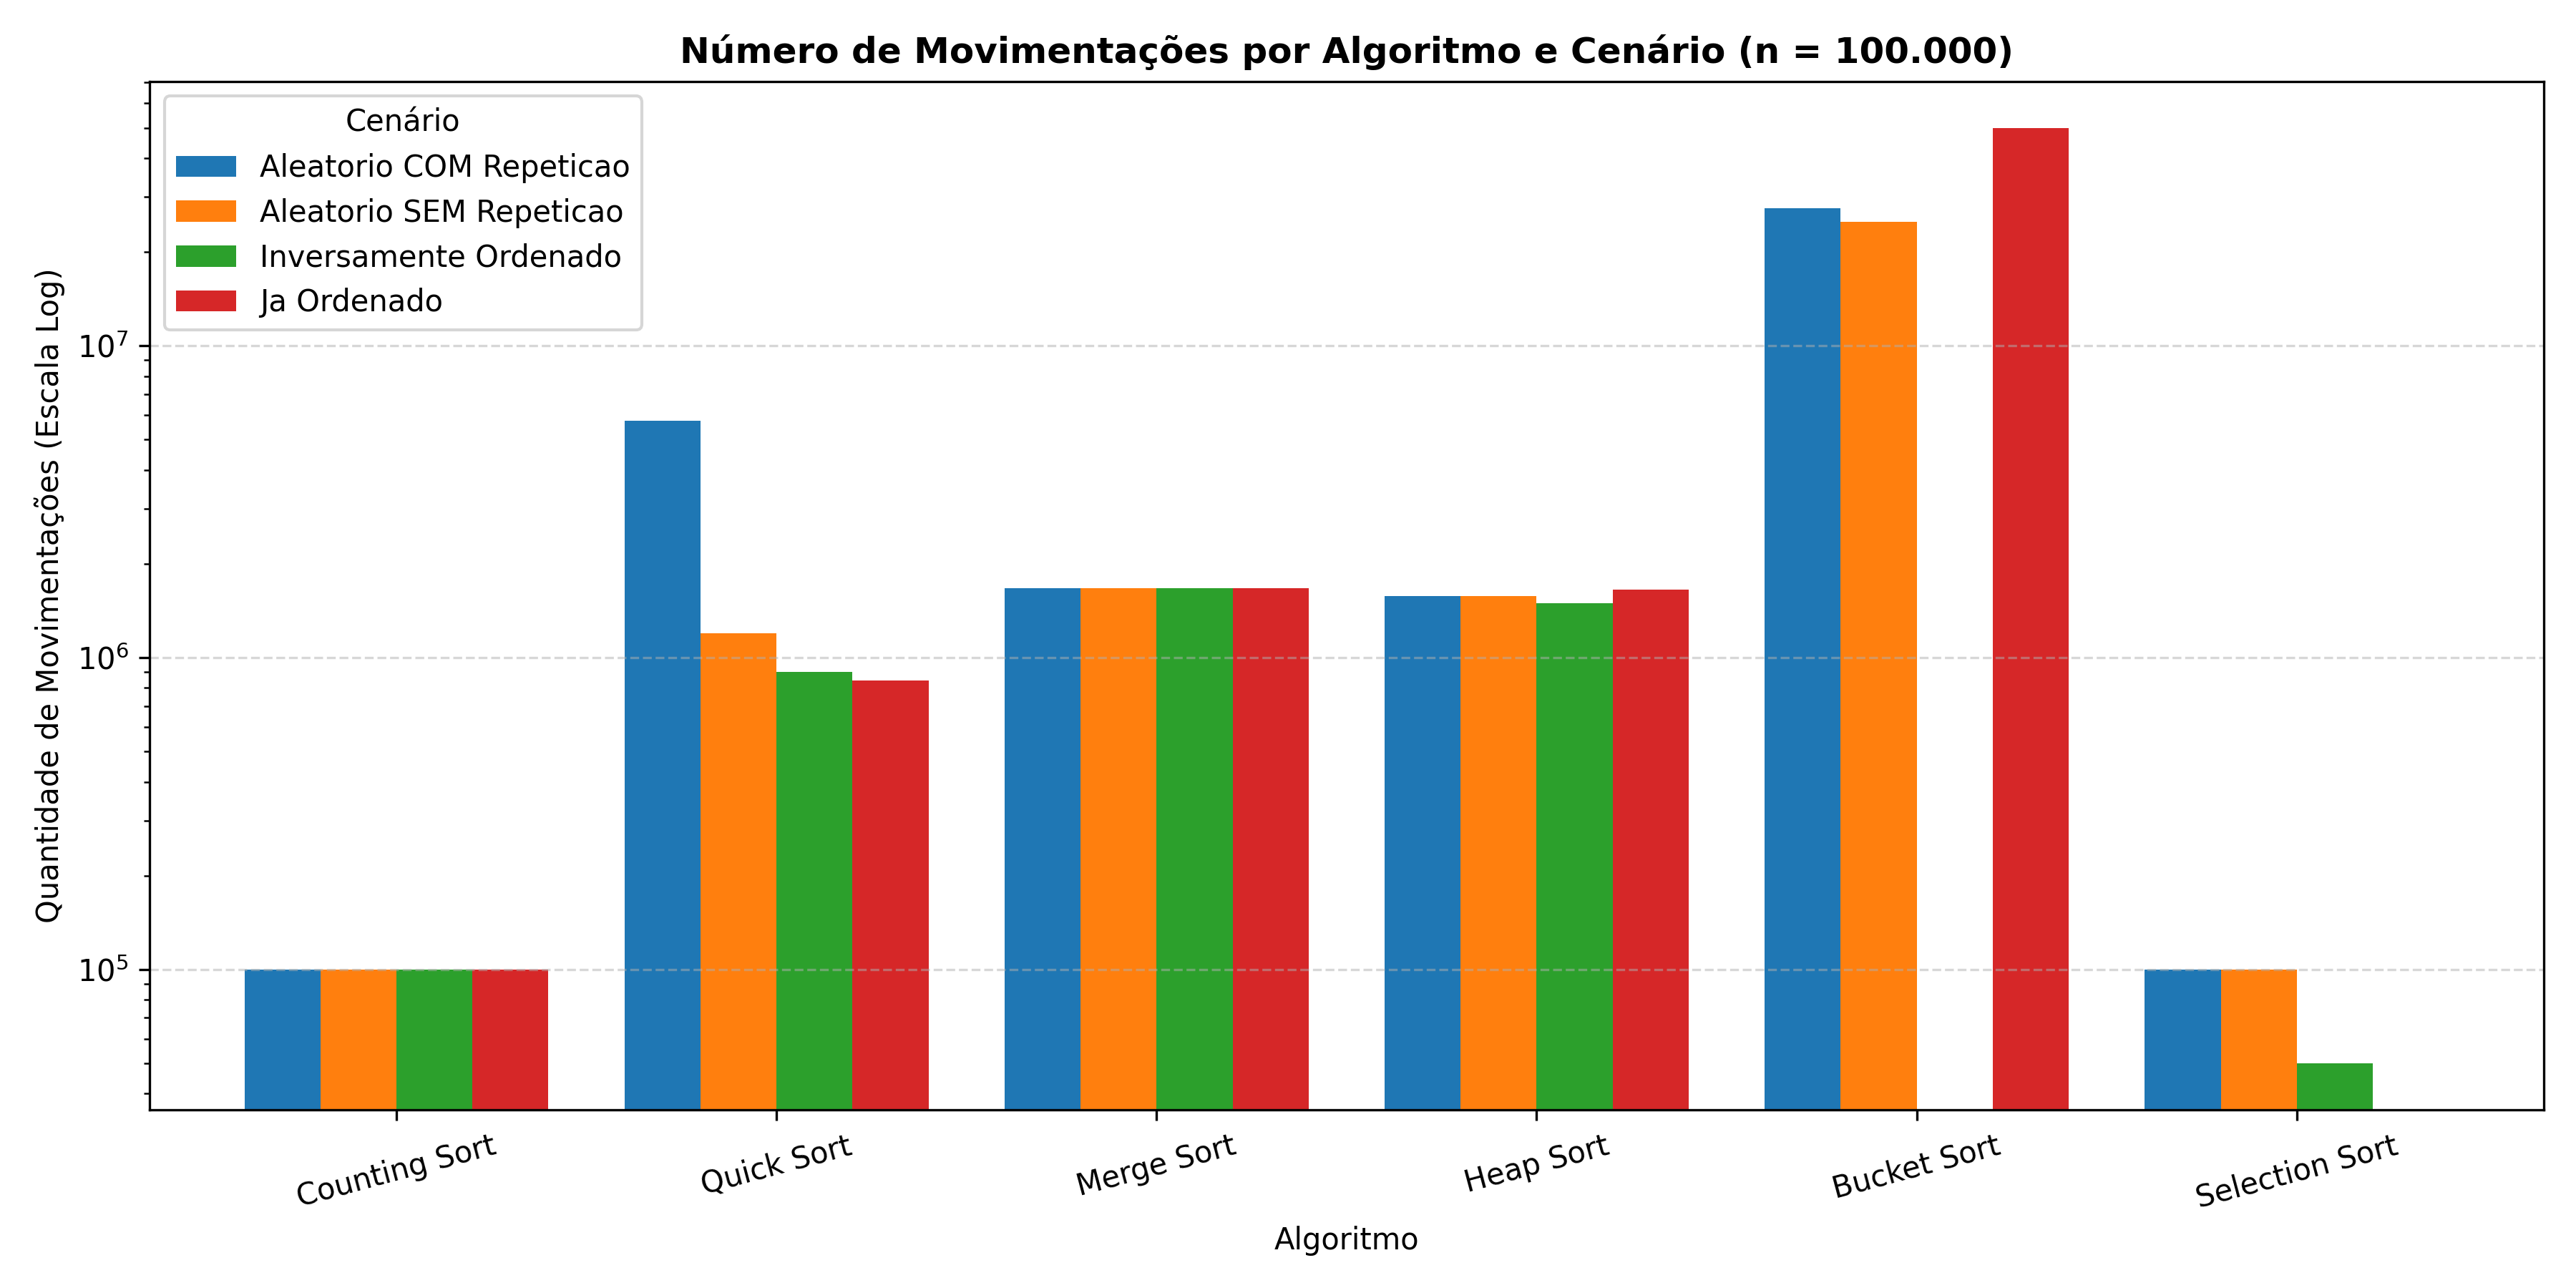 Número de Movimentações por Algoritmo e Cenário (n = 100.000)
Cenário
Aleatorio COM Repeticao
Aleatorio SEM Repeticao
Inversamente Ordenado
Ja Ordenado
Quantidade de Movimentações (Escala Log)
10⁷
10⁶
10⁵
Counting Sort
Quick Sort
Merge Sort
Heap Sort
Bucket Sort
Selection Sort
Algoritmo